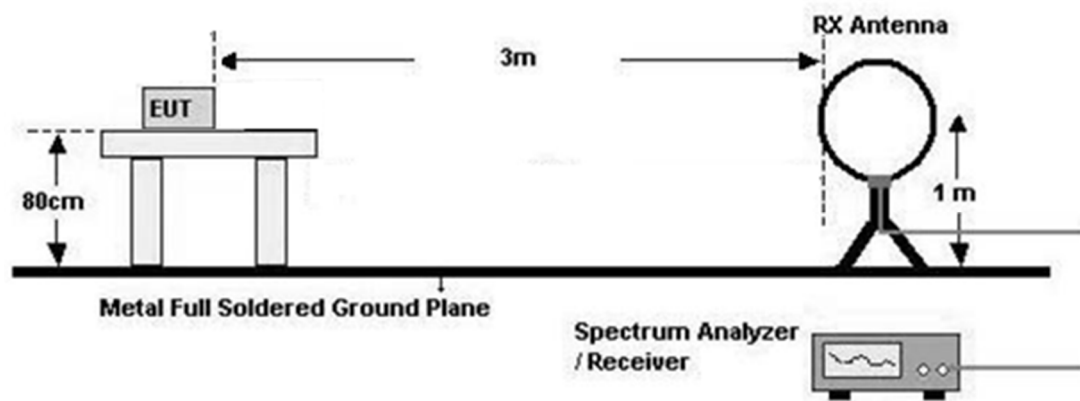 RX Antenna
3m
EUT
80cm
1 m
Metal Full Soldered Ground Plane
Spectrum Analyzer
/ Receiver